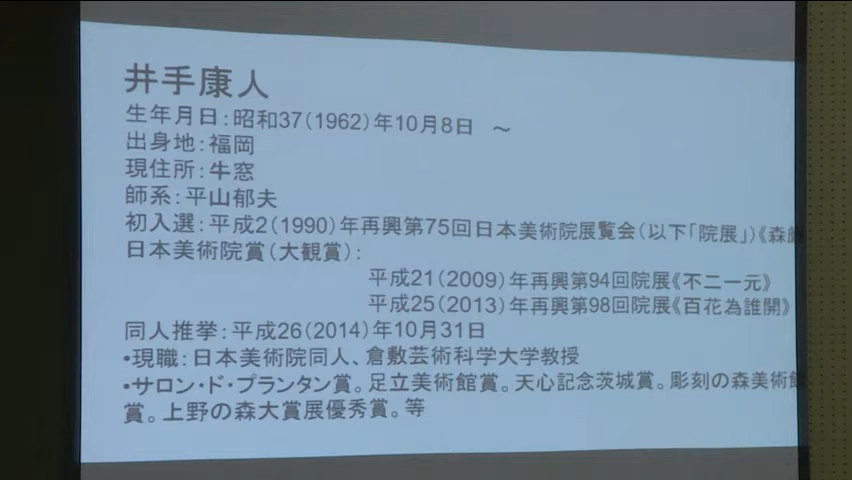 井手康人
生年月日:昭和37(1962)年10月8日 ～
出身地:福岡
現住所:牛窓
師系:平山郁夫
初入選:平成2(1990)年再興第75回日本美術院展覧会(以下「院展」)《森
日本美術院賞(大観賞):
平成21(2009)年再興第94回院展《不二一元》
平成25(2013)年再興第98回院展《百花為誰開》
同人推挙:平成26(2014)年10月31日
•現職:日本美術院同人、倉敷芸術科学大学教授
•サロン・ド・プランタン賞。足立美術館賞。天心記念茨城賞。彫刻の森美術館
賞。上野の森大賞展優秀賞。等